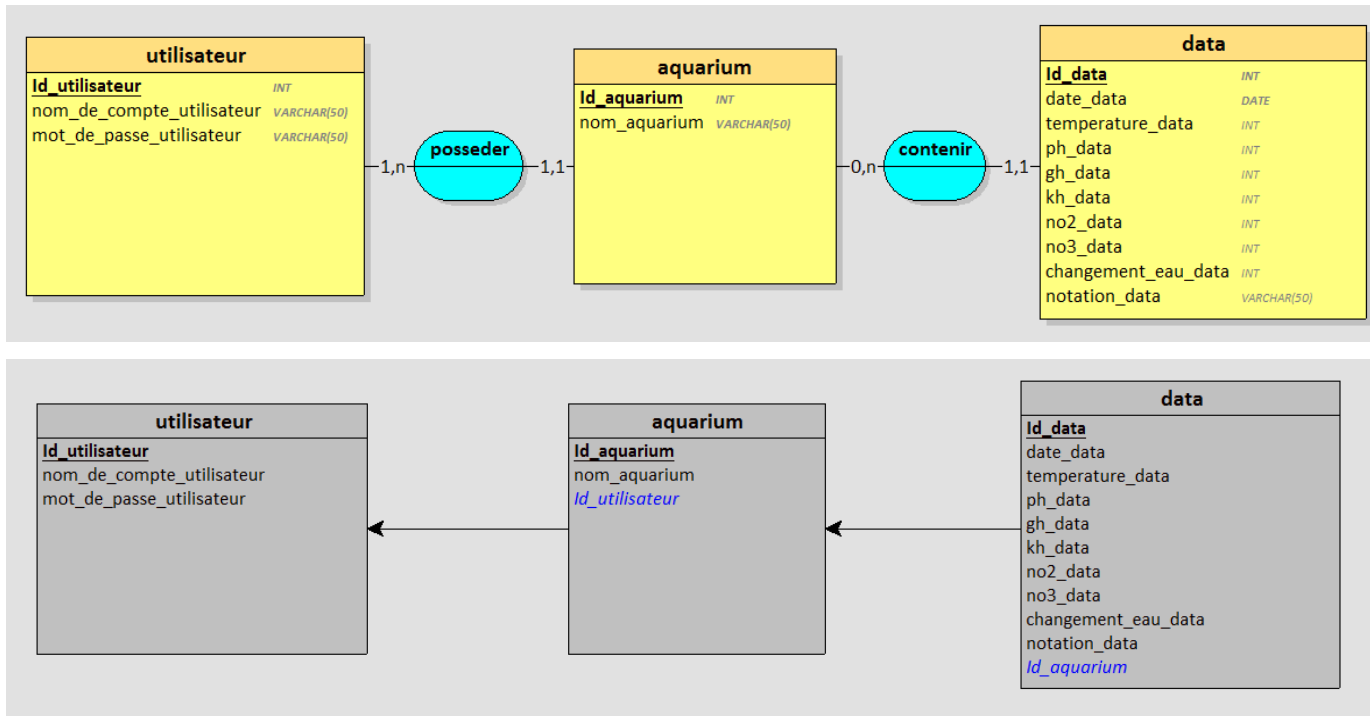 utilisateur
Id_utilisateur INT
nom_de_compte_utilisateur VARCHAR(50)
mot_de_passe_utilisateur VARCHAR(50)
1,n
posseder
1,1
aquarium
Id_aquarium INT
nom_aquarium VARCHAR(50)
0,n
contenir
1,1
data
Id_data INT
date_data DATE
temperature_data INT
ph_data INT
gh_data INT
kh_data INT
no2_data INT
no3_data INT
changement_eau_data INT
notation_data VARCHAR(50)
utilisateur
Id_utilisateur
nom_de_compte_utilisateur
mot_de_passe_utilisateur
aquarium
Id_aquarium
nom_aquarium
Id_utilisateur
data
Id_data
date_data
temperature_data
ph_data
gh_data
kh_data
no2_data
no3_data
changement_eau_data
notation_data
Id_aquarium